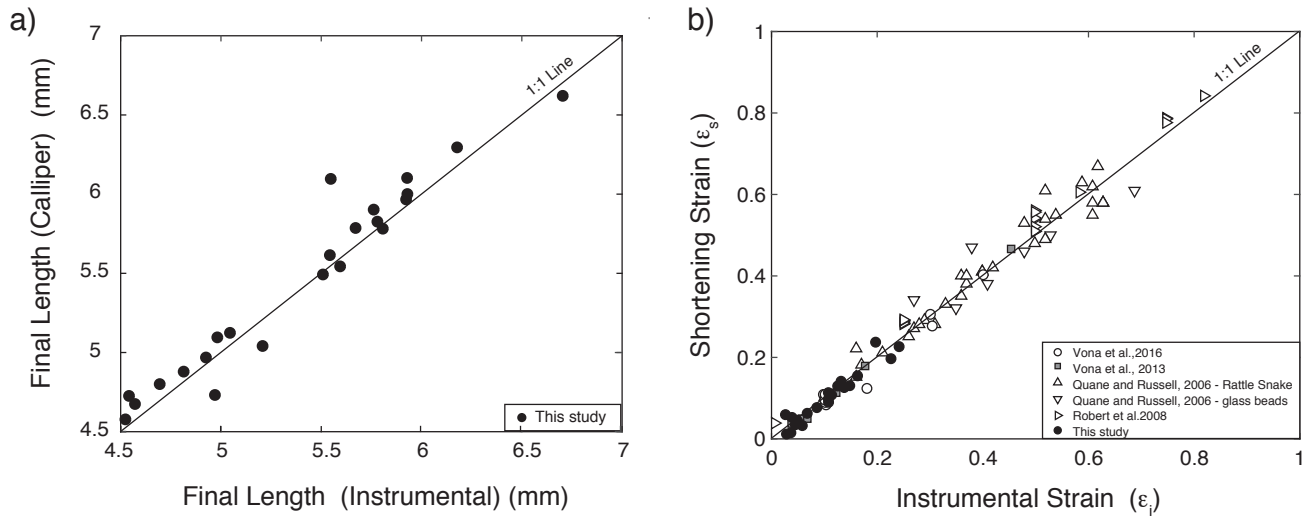 a)
7
6.5
6
5.5
5
4.5
4.5
5
5.5
6
6.5
7
Final Length (Calliper) (mm)
Final Length (Instrumental) (mm)
1:1 Line
This study
b)
1
0.8
0.6
0.4
0.2
0
0
0.2
0.4
0.6
0.8
1
Shortening Strain (εs)
Instrumental Strain (εi)
1:1 Line
Vona et al.,2016
Vona et al., 2013
Quane and Russell, 2006 - Rattle Snake
Quane and Russell, 2006 - glass beads
Robert et al.2008
This study